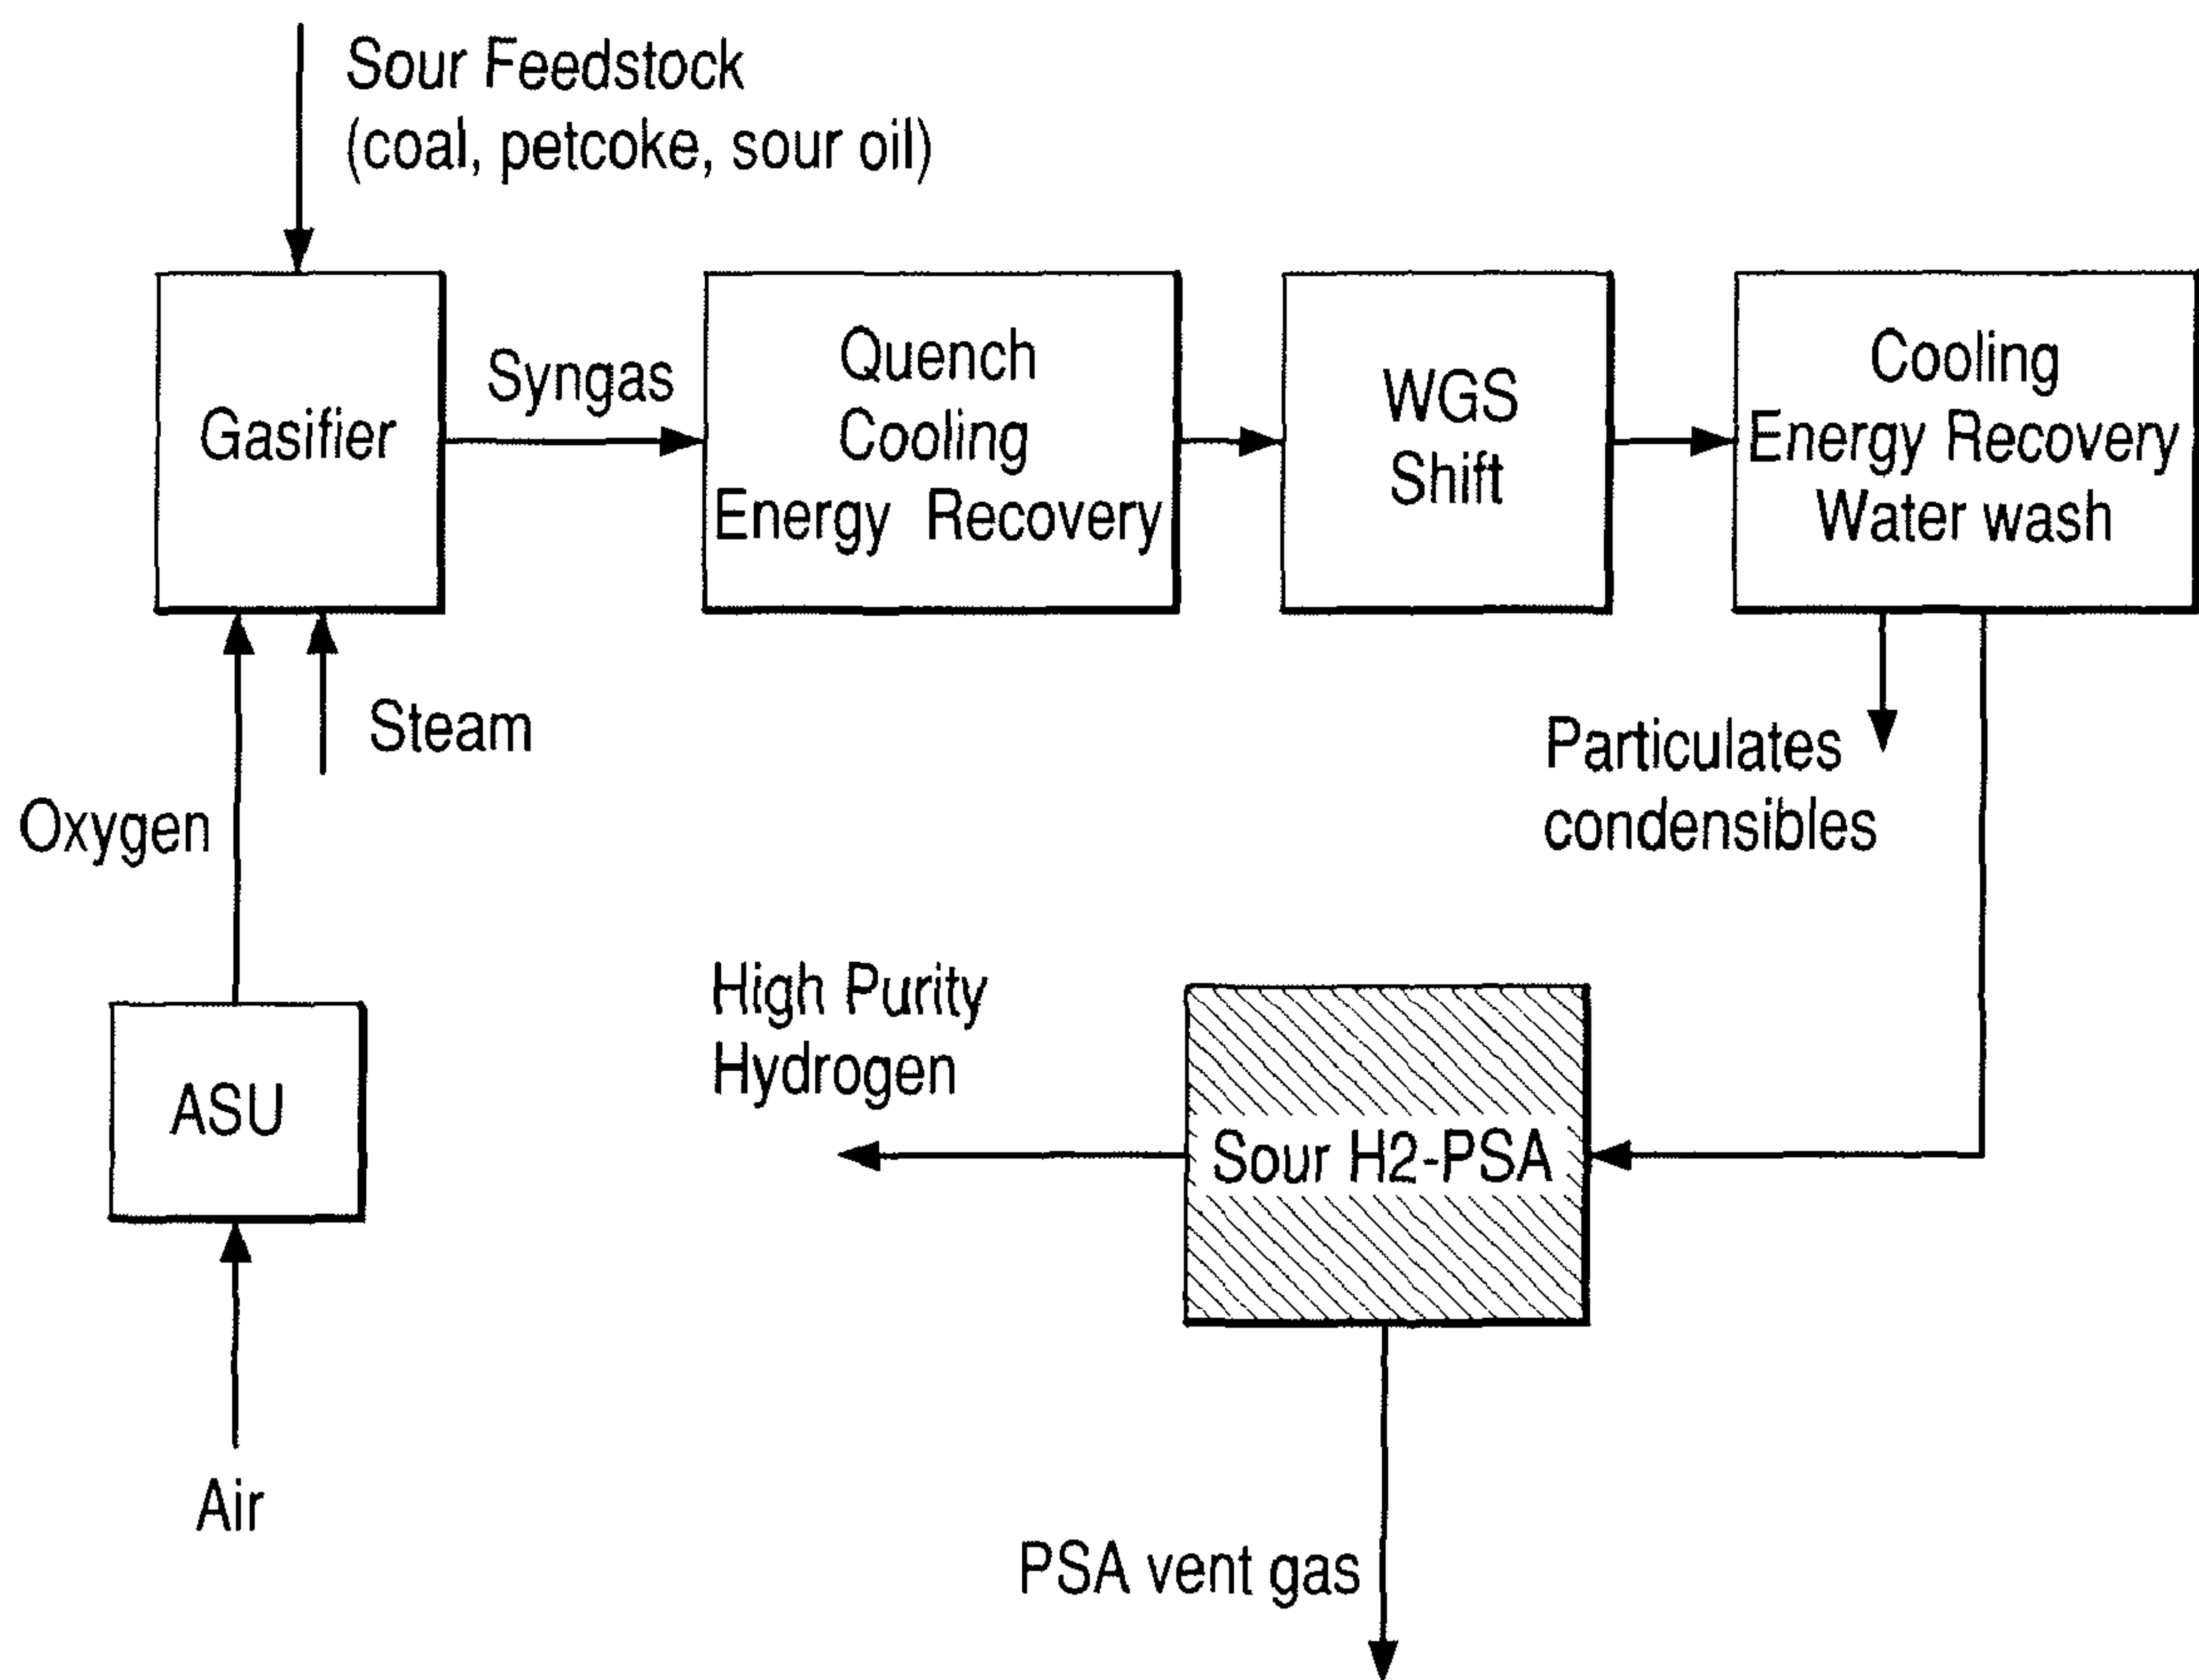 Sour Feedstock
(coal, petcoke, sour oil)
Gasifier
Syngas
Quench
Cooling
Energy Recovery
WGS
Shift
Cooling
Energy Recovery
Water wash
Steam
Oxygen
Particulates
condensibles
ASU
Air
High Purity
Hydrogen
Sour H2-PSA
PSA vent gas